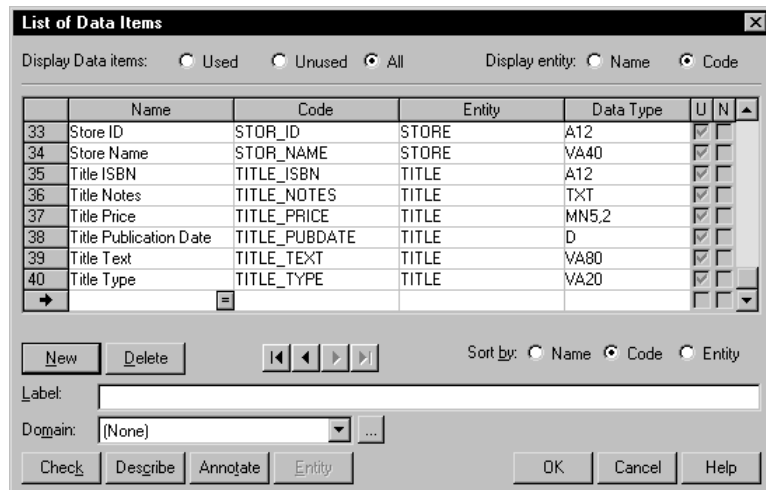 List of Data Items
Display Data items: Used Unused All Display entity: Name Code
Name Code Entity Data Type U N
33 Store ID STOR_ID STORE A12
34 Store Name STOR_NAME STORE VA40
35 Title ISBN TITLE_ISBN TITLE A12
36 Title Notes TITLE_NOTES TITLE TXT
37 Title Price TITLE_PRICE TITLE MN5,2
38 Title Publication Date TITLE_PUBDATE TITLE D
39 Title Text TITLE_TEXT TITLE VA80
40 Title Type TITLE_TYPE TITLE VA20
=
New Delete Sort by: Name Code Entity
Label:
Domain: (None) ...
Check Describe Annotate Entity OK Cancel Help